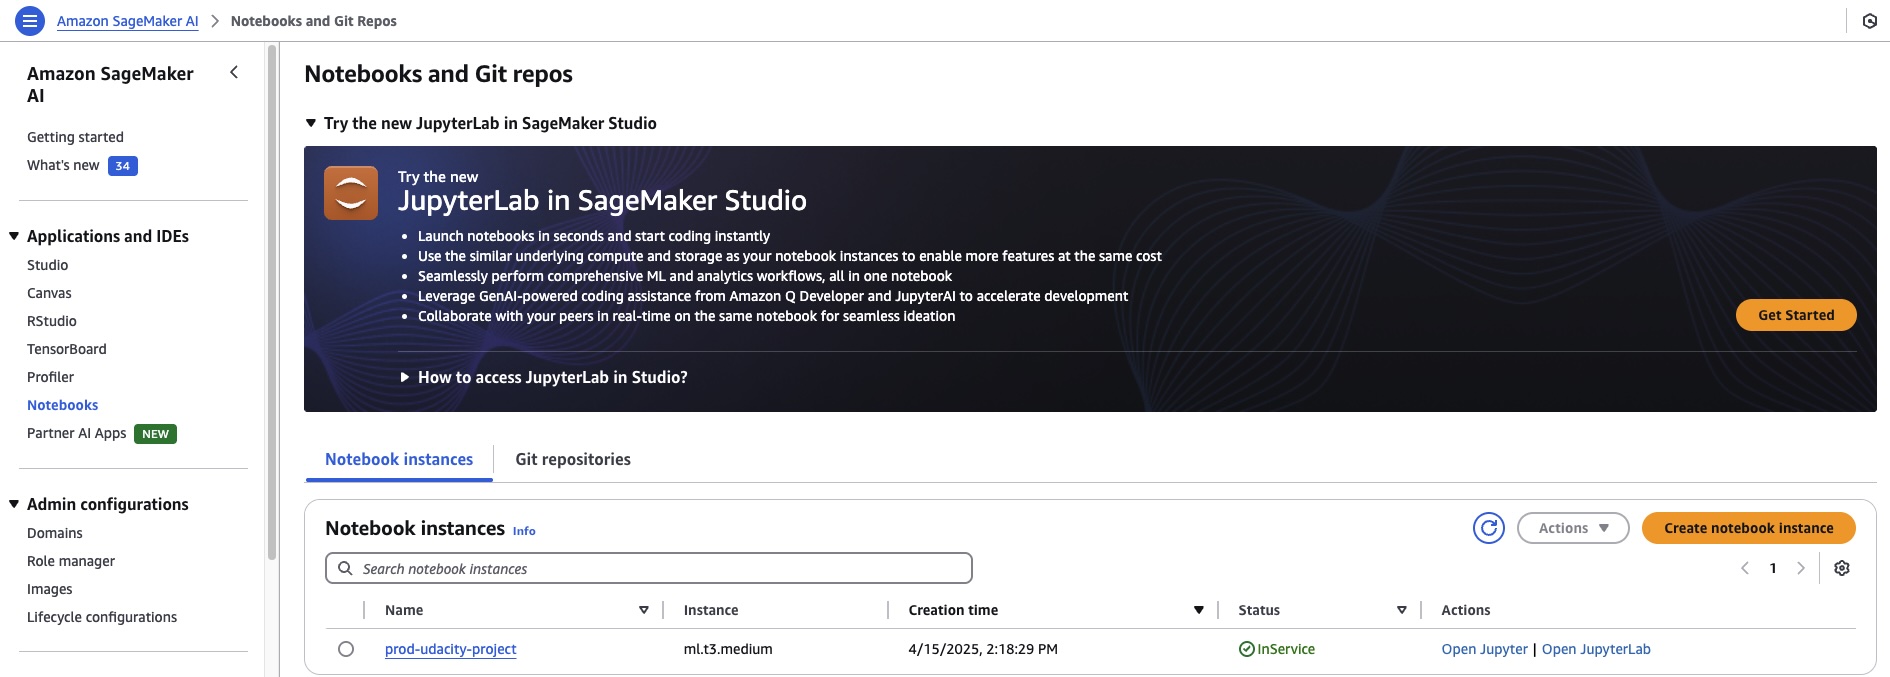 Amazon SageMaker AI > Notebooks and Git Repos
Amazon SageMaker
AI
Getting started
What's new 34
Applications and IDEs
Studio
Canvas
RStudio
TensorBoard
Profiler
Notebooks
Partner AI Apps NEW
Admin configurations
Domains
Role manager
Images
Lifecycle configurations
Notebooks and Git repos
Try the new JupyterLab in SageMaker Studio
Try the new
JupyterLab in SageMaker Studio
• Launch notebooks in seconds and start coding instantly
• Use the similar underlying compute and storage as your notebook instances to enable more features at the same cost
• Seamlessly perform comprehensive ML and analytics workflows, all in one notebook
• Leverage GenAI-powered coding assistance from Amazon Q Developer and JupyterAI to accelerate development
• Collaborate with your peers in real-time on the same notebook for seamless ideation
Get Started
How to access JupyterLab in Studio?
Notebook instances Git repositories
Notebook instances Info
Actions Create notebook instance
Search notebook instances
1
Name Instance Creation time Status Actions
prod-udacity-project ml.t3.medium 4/15/2025, 2:18:29 PM InService Open Jupyter | Open JupyterLab